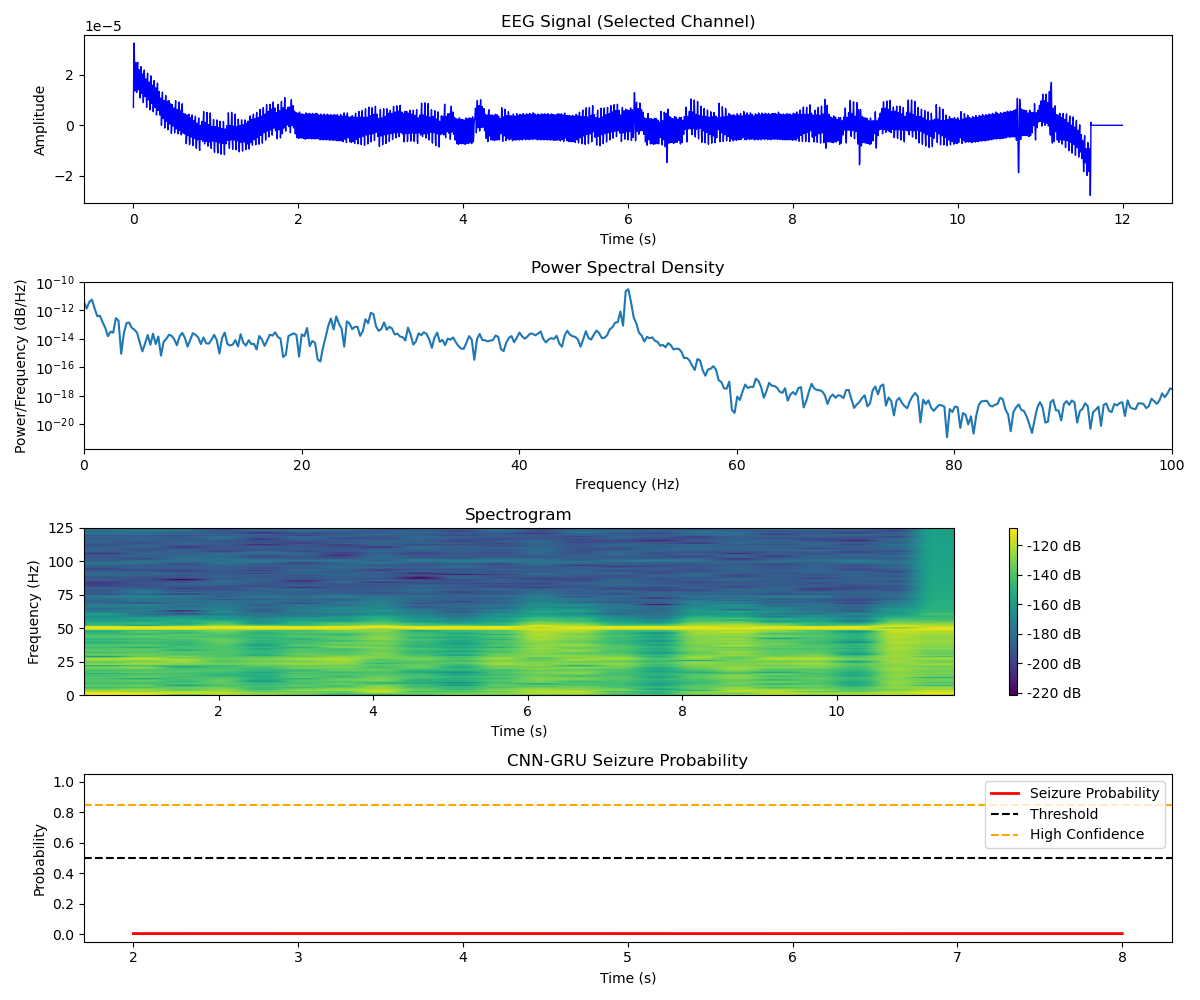 EEG Signal (Selected Channel)
1e−5
2
0
−2
Amplitude
0 2 4 6 8 10 12
Time (s)
Power Spectral Density
10⁻¹⁰
10⁻¹²
10⁻¹⁴
10⁻¹⁶
10⁻¹⁸
10⁻²⁰
Power/Frequency (dB/Hz)
0 20 40 60 80 100
Frequency (Hz)
Spectrogram
125
100
75
50
25
0
Frequency (Hz)
2 4 6 8 10
Time (s)
-120 dB
-140 dB
-160 dB
-180 dB
-200 dB
-220 dB
CNN-GRU Seizure Probability
1.0
0.8
0.6
0.4
0.2
0.0
Probability
Seizure Probability
Threshold
High Confidence
2 3 4 5 6 7 8
Time (s)